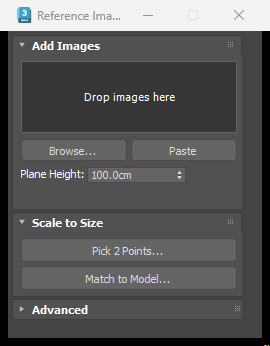 3
Reference Ima...
Add Images
Drop images here
Browse...
Paste
Plane Height: 100.0cm
Scale to Size
Pick 2 Points...
Match to Model...
Advanced